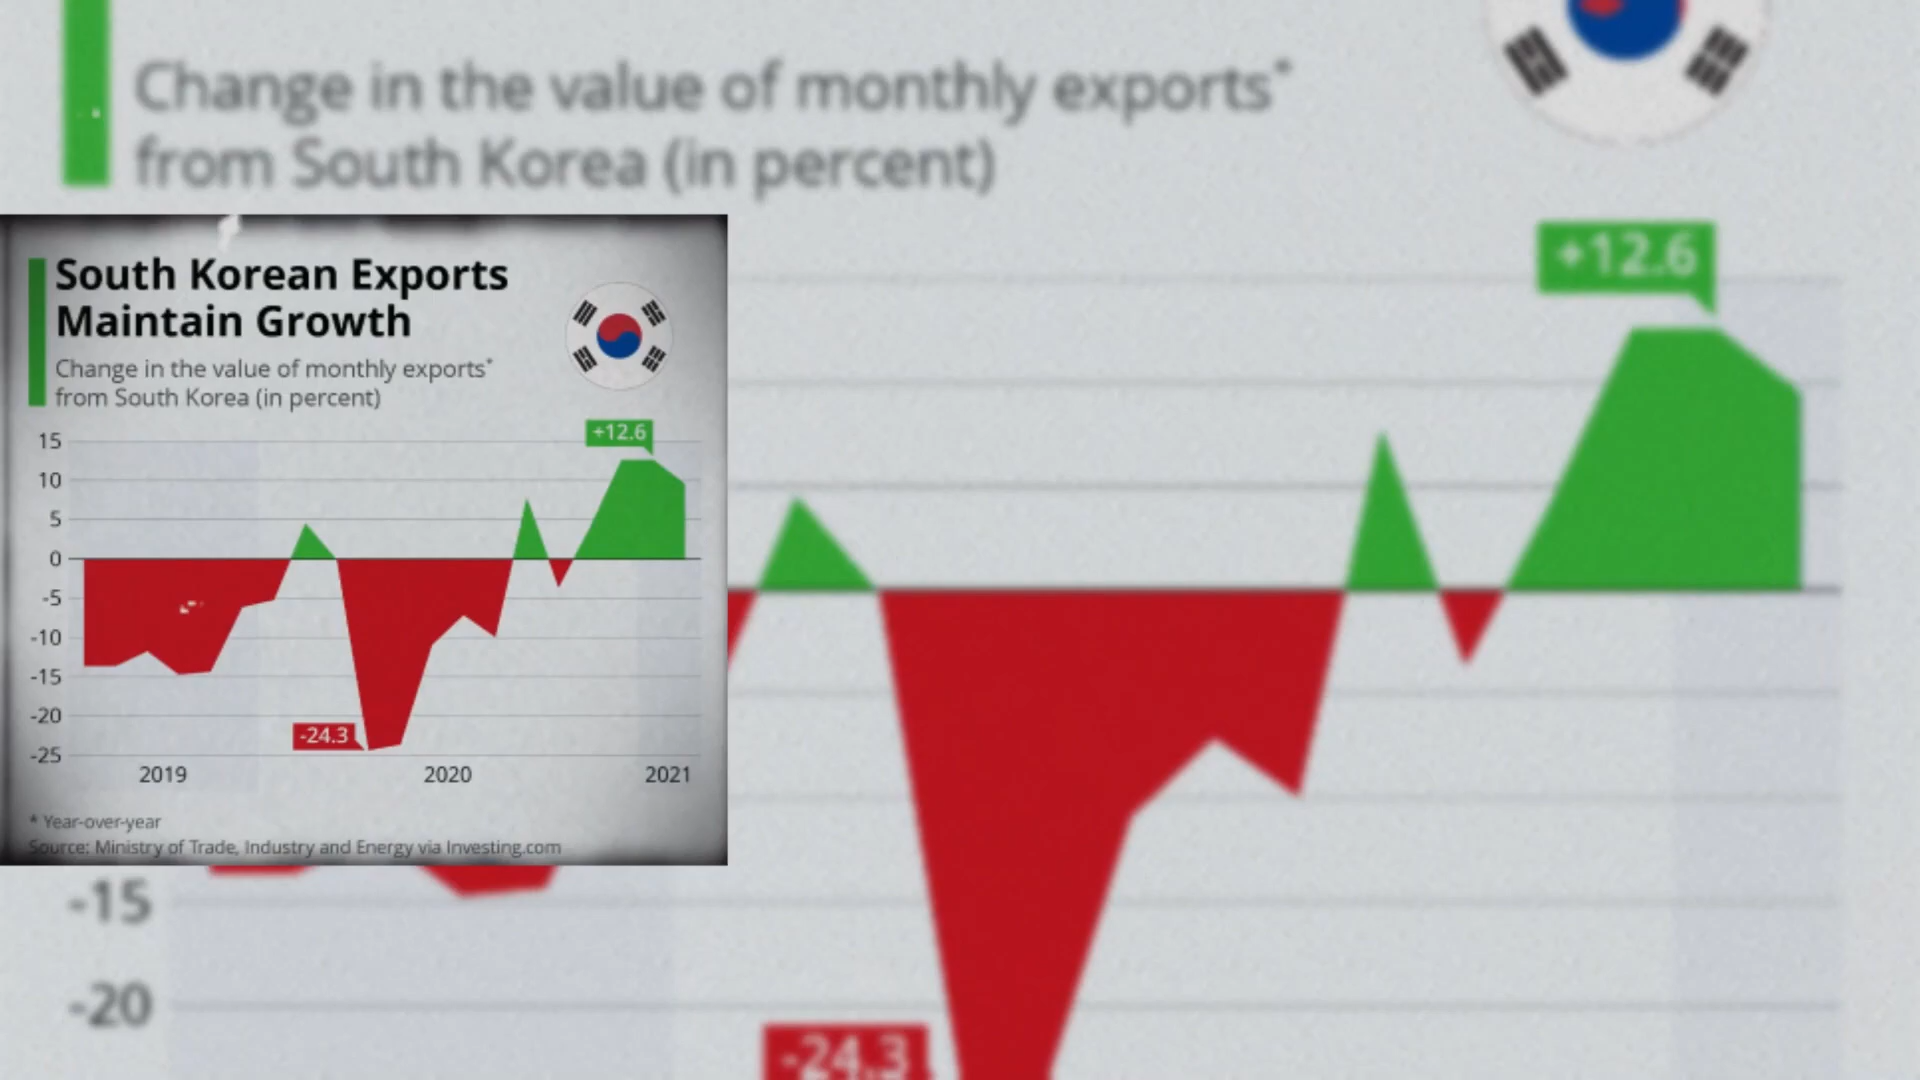 Change in the value of monthly exports*
from South Korea (in percent)
+12.6
-15
-20
-24.3
South Korean Exports
Maintain Growth
Change in the value of monthly exports*
from South Korea (in percent)
+12.6
15
10
5
0
-5
-10
-15
-20
-25
-24.3
2019 2020 2021
* Year-over-year
Source: Ministry of Trade, Industry and Energy via Investing.com